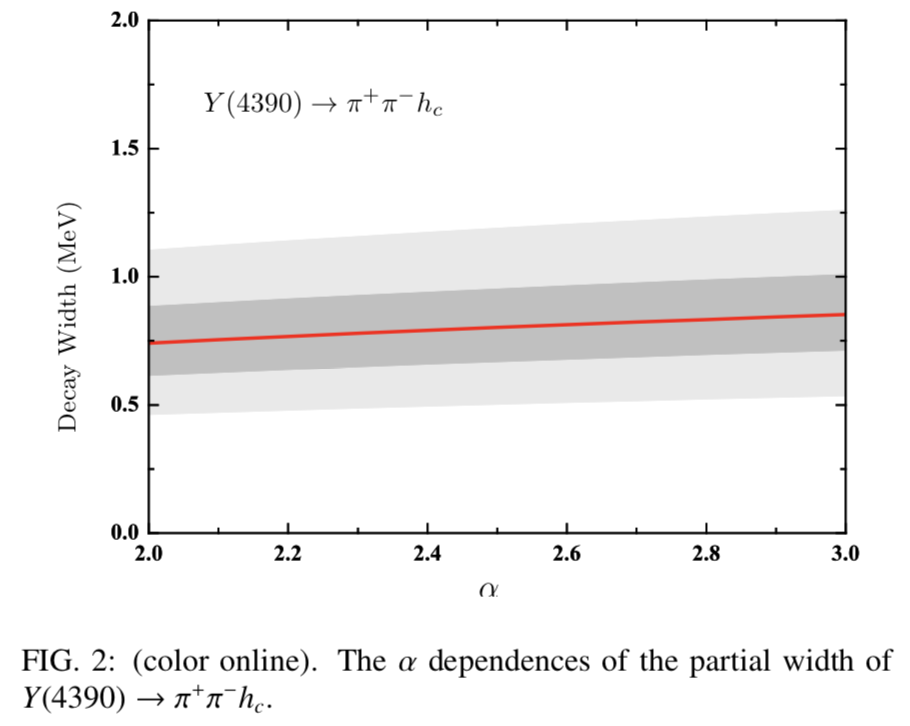 2.0
Y(4390) → π⁺π⁻h_c
1.5
1.0
0.5
0.0
Decay Width (MeV)
2.0 2.2 2.4 2.6 2.8 3.0
α
FIG. 2: (color online). The α dependences of the partial width of
Y(4390) → π⁺π⁻h_c.